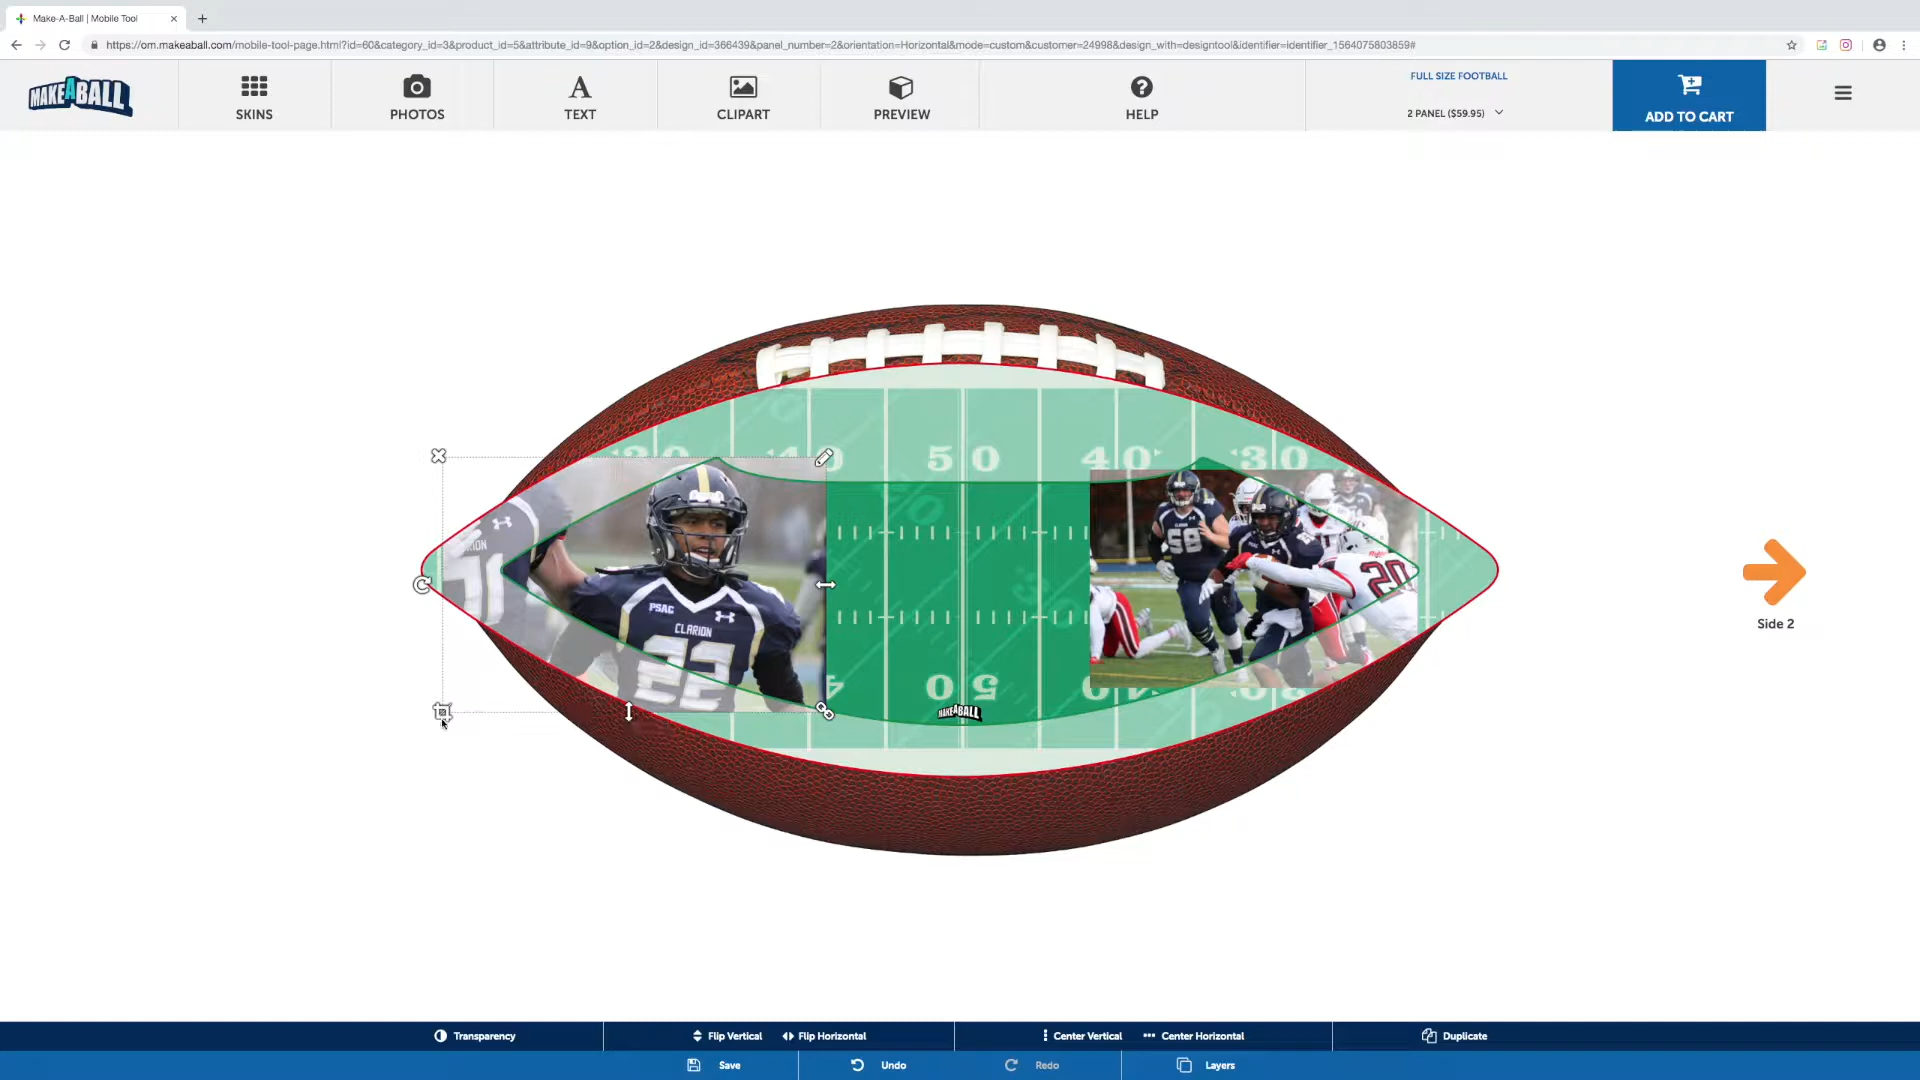 Make-A-Ball | Mobile Tool
https://om.makeaball.com/mobile-tool-page.html?id=60&category_id=3&product_id=5&attribute_id=9&option_id=2&design_id=366439&panel_number=2&orientation=Horizontal&mode=custom&customer=24998&design_with=designtool&identifier=identifier_1564075803859#
MAKE A BALL
SKINS
PHOTOS
TEXT
CLIPART
PREVIEW
HELP
FULL SIZE FOOTBALL
2 PANEL ($59.95)
ADD TO CART
50
40
30
58
PSAC
CLARION
22
20
MAKE A BALL
Side 2
Transparency
Flip Vertical
Flip Horizontal
Center Vertical
Center Horizontal
Duplicate
Save
Undo
Redo
Layers